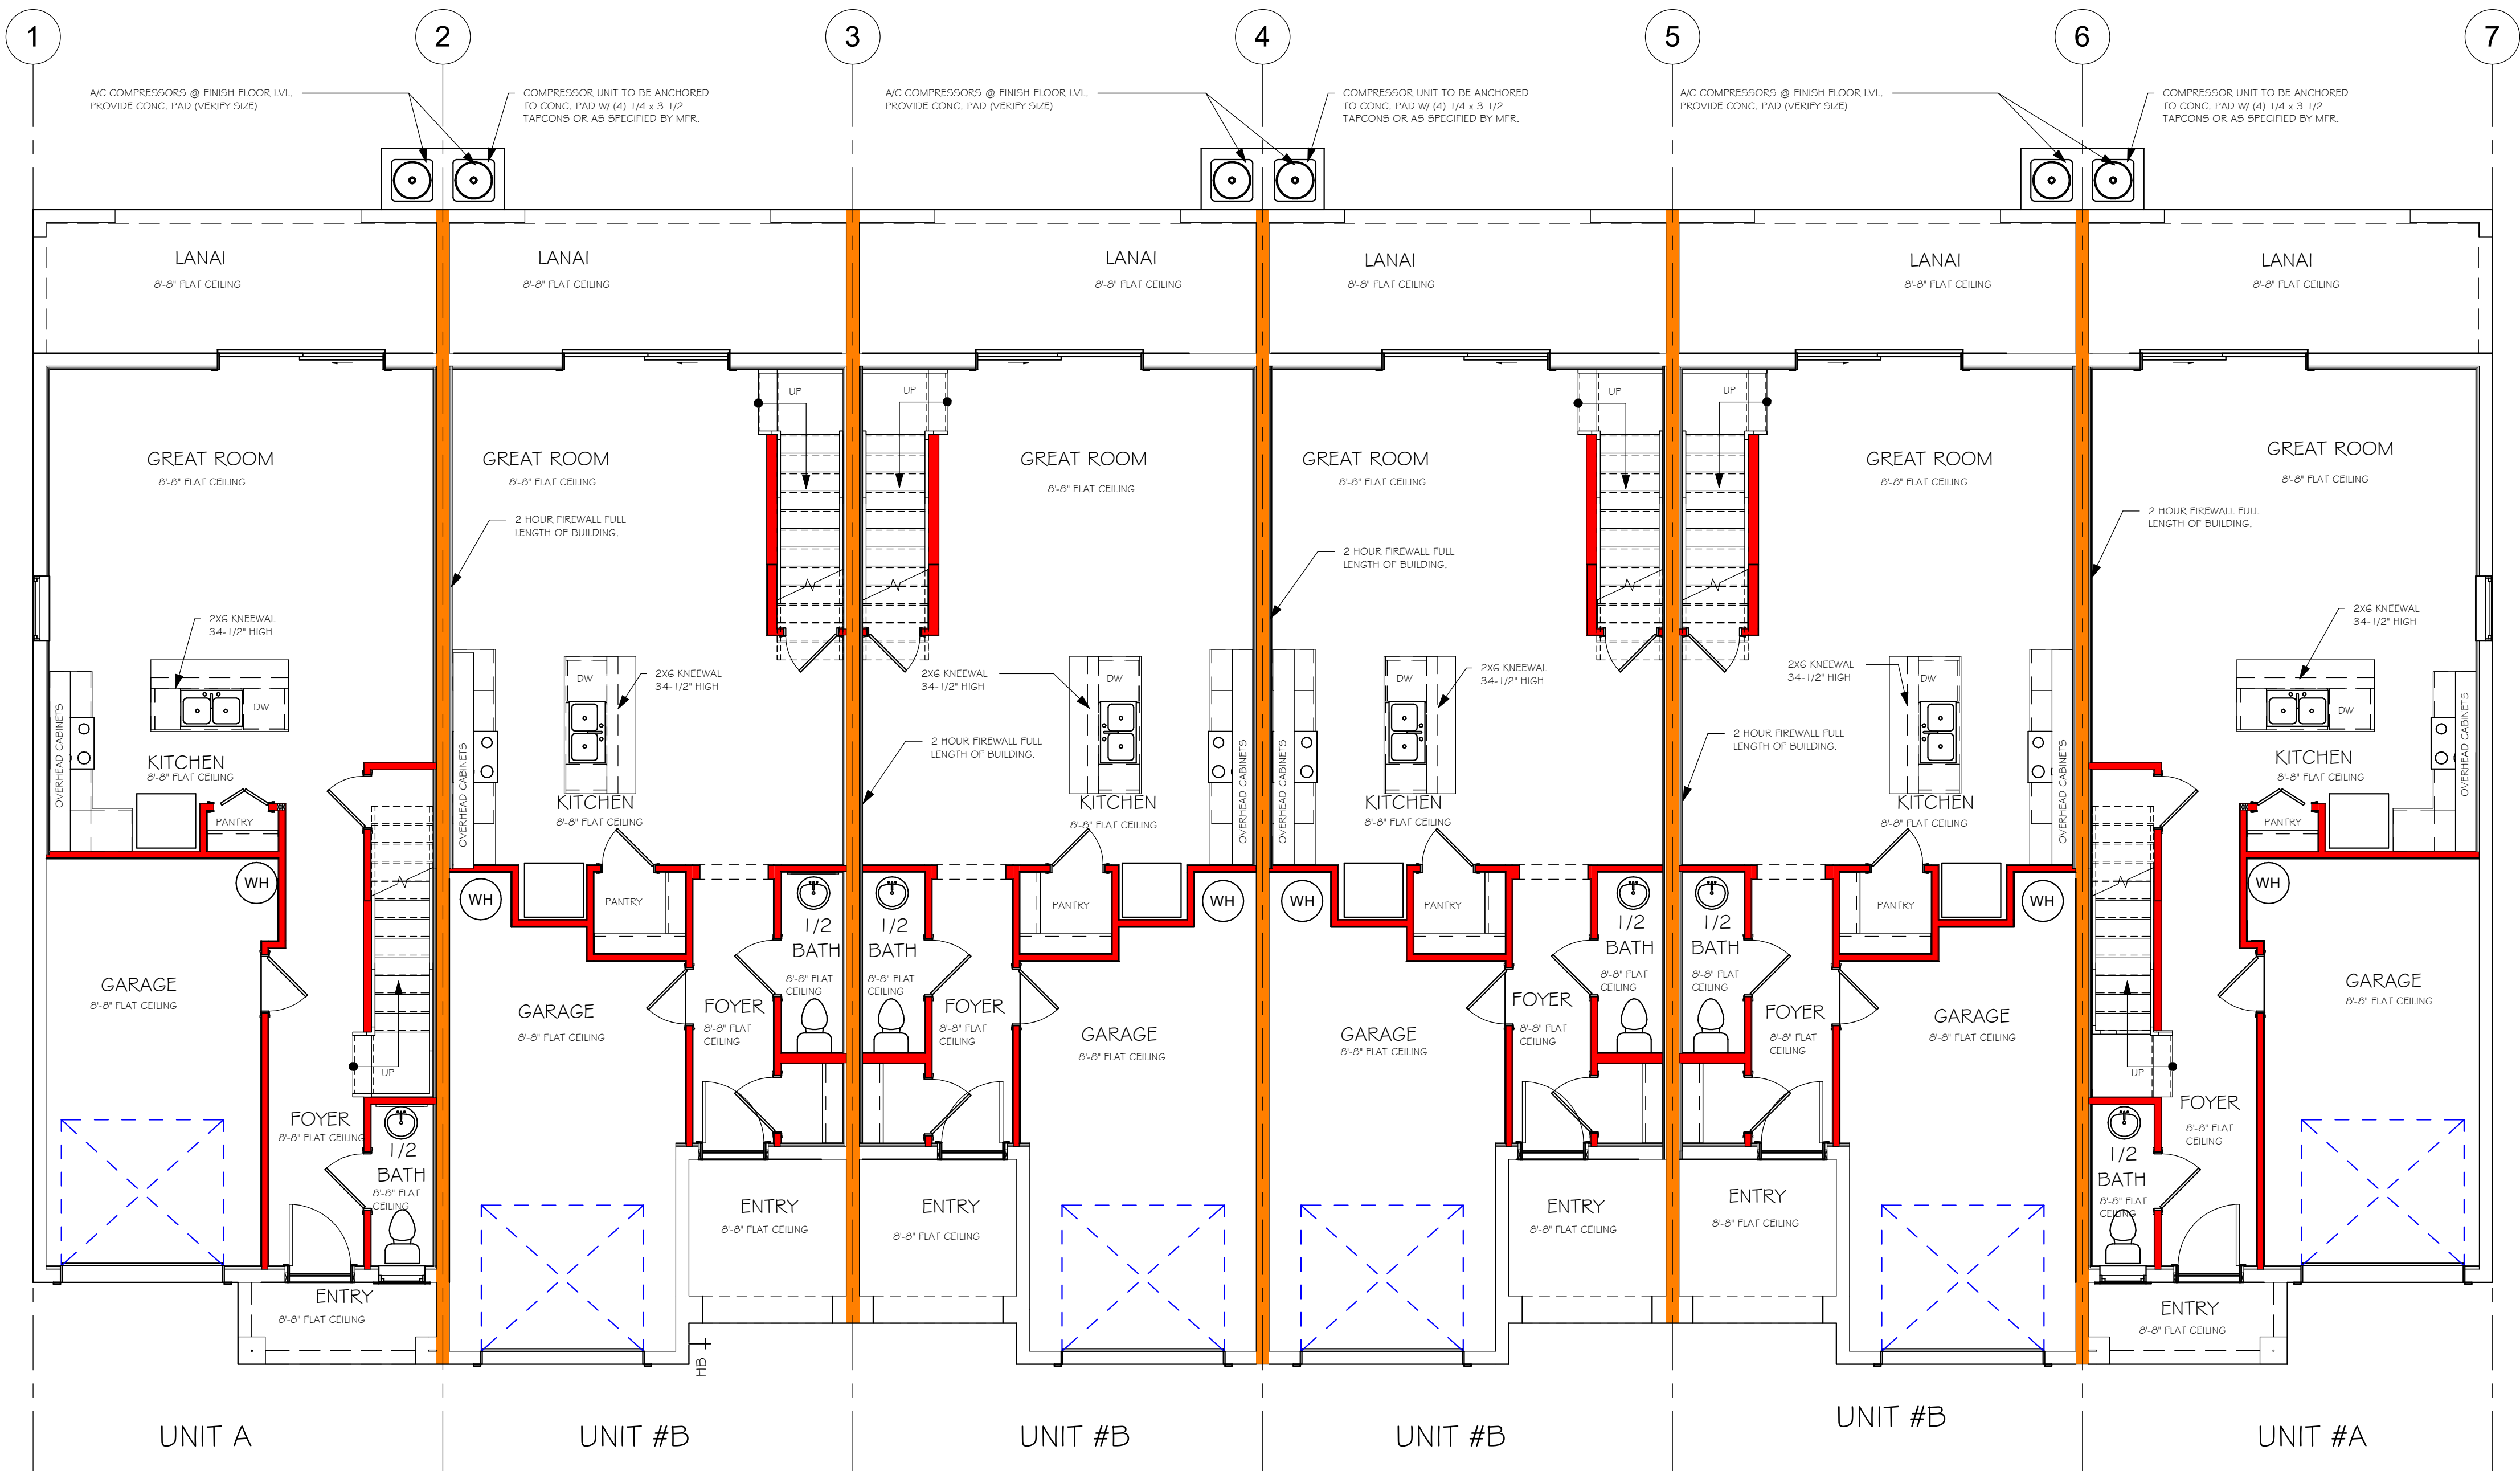 1
2
3
4
5
6
7
A/C COMPRESSORS @ FINISH FLOOR LVL.
PROVIDE CONC. PAD (VERIFY SIZE)
COMPRESSOR UNIT TO BE ANCHORED
TO CONC. PAD W/ (4) 1/4 x 3 1/2
TAPCONS OR AS SPECIFIED BY MFR.
A/C COMPRESSORS @ FINISH FLOOR LVL.
PROVIDE CONC. PAD (VERIFY SIZE)
COMPRESSOR UNIT TO BE ANCHORED
TO CONC. PAD W/ (4) 1/4 x 3 1/2
TAPCONS OR AS SPECIFIED BY MFR.
A/C COMPRESSORS @ FINISH FLOOR LVL.
PROVIDE CONC. PAD (VERIFY SIZE)
COMPRESSOR UNIT TO BE ANCHORED
TO CONC. PAD W/ (4) 1/4 x 3 1/2
TAPCONS OR AS SPECIFIED BY MFR.
LANAI
8'-8" FLAT CEILING
GREAT ROOM
8'-8" FLAT CEILING
2X6 KNEEWAL
34-1/2" HIGH
DW
OVERHEAD CABINETS
KITCHEN
8'-8" FLAT CEILING
PANTRY
WH
GARAGE
8'-8" FLAT CEILING
UP
FOYER
8'-8" FLAT CEILING
1/2
BATH
8'-8" FLAT
CEILING
ENTRY
8'-8" FLAT CEILING
UNIT A
LANAI
8'-8" FLAT CEILING
UP
GREAT ROOM
8'-8" FLAT CEILING
2 HOUR FIREWALL FULL
LENGTH OF BUILDING.
2X6 KNEEWAL
34-1/2" HIGH
DW
OVERHEAD CABINETS
KITCHEN
8'-8" FLAT CEILING
PANTRY
WH
1/2
BATH
8'-8" FLAT
CEILING
GARAGE
8'-8" FLAT CEILING
FOYER
8'-8" FLAT
CEILING
ENTRY
8'-8" FLAT CEILING
HB
UNIT #B
LANAI
8'-8" FLAT CEILING
UP
GREAT ROOM
8'-8" FLAT CEILING
2X6 KNEEWAL
34-1/2" HIGH
DW
2 HOUR FIREWALL FULL
LENGTH OF BUILDING.
OVERHEAD CABINETS
KITCHEN
8'-8" FLAT CEILING
PANTRY
WH
1/2
BATH
8'-8" FLAT
CEILING
FOYER
8'-8" FLAT
CEILING
GARAGE
8'-8" FLAT CEILING
ENTRY
8'-8" FLAT CEILING
UNIT #B
LANAI
8'-8" FLAT CEILING
UP
GREAT ROOM
8'-8" FLAT CEILING
2 HOUR FIREWALL FULL
LENGTH OF BUILDING.
2X6 KNEEWAL
34-1/2" HIGH
DW
OVERHEAD CABINETS
KITCHEN
8'-8" FLAT CEILING
WH
PANTRY
1/2
BATH
8'-8" FLAT
CEILING
FOYER
8'-8" FLAT
CEILING
GARAGE
8'-8" FLAT CEILING
ENTRY
8'-8" FLAT CEILING
UNIT #B
LANAI
8'-8" FLAT CEILING
UP
GREAT ROOM
8'-8" FLAT CEILING
2X6 KNEEWAL
34-1/2" HIGH
DW
2 HOUR FIREWALL FULL
LENGTH OF BUILDING.
OVERHEAD CABINETS
KITCHEN
8'-8" FLAT CEILING
PANTRY
WH
1/2
BATH
8'-8" FLAT
CEILING
FOYER
8'-8" FLAT
CEILING
GARAGE
8'-8" FLAT CEILING
ENTRY
8'-8" FLAT CEILING
UNIT #B
LANAI
8'-8" FLAT CEILING
GREAT ROOM
8'-8" FLAT CEILING
2 HOUR FIREWALL FULL
LENGTH OF BUILDING.
2X6 KNEEWAL
34-1/2" HIGH
DW
OVERHEAD CABINETS
KITCHEN
8'-8" FLAT CEILING
PANTRY
WH
GARAGE
8'-8" FLAT CEILING
UP
FOYER
8'-8" FLAT
CEILING
1/2
BATH
8'-8" FLAT
CEILING
ENTRY
8'-8" FLAT CEILING
UNIT #A